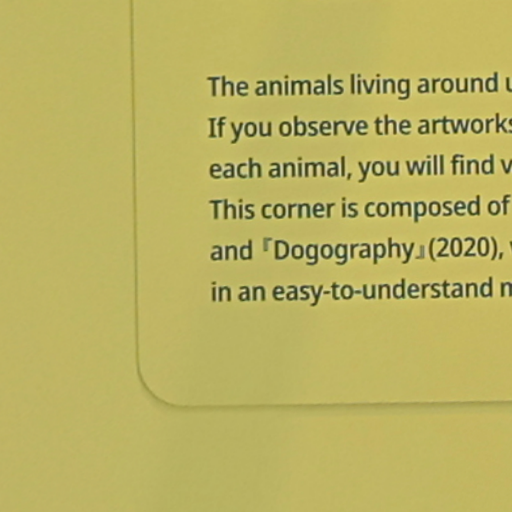 The animals living around
If you observe the artworks
each animal, you will find
This corner is composed of
and 『Dogography』(2020),
in an easy-to-understand